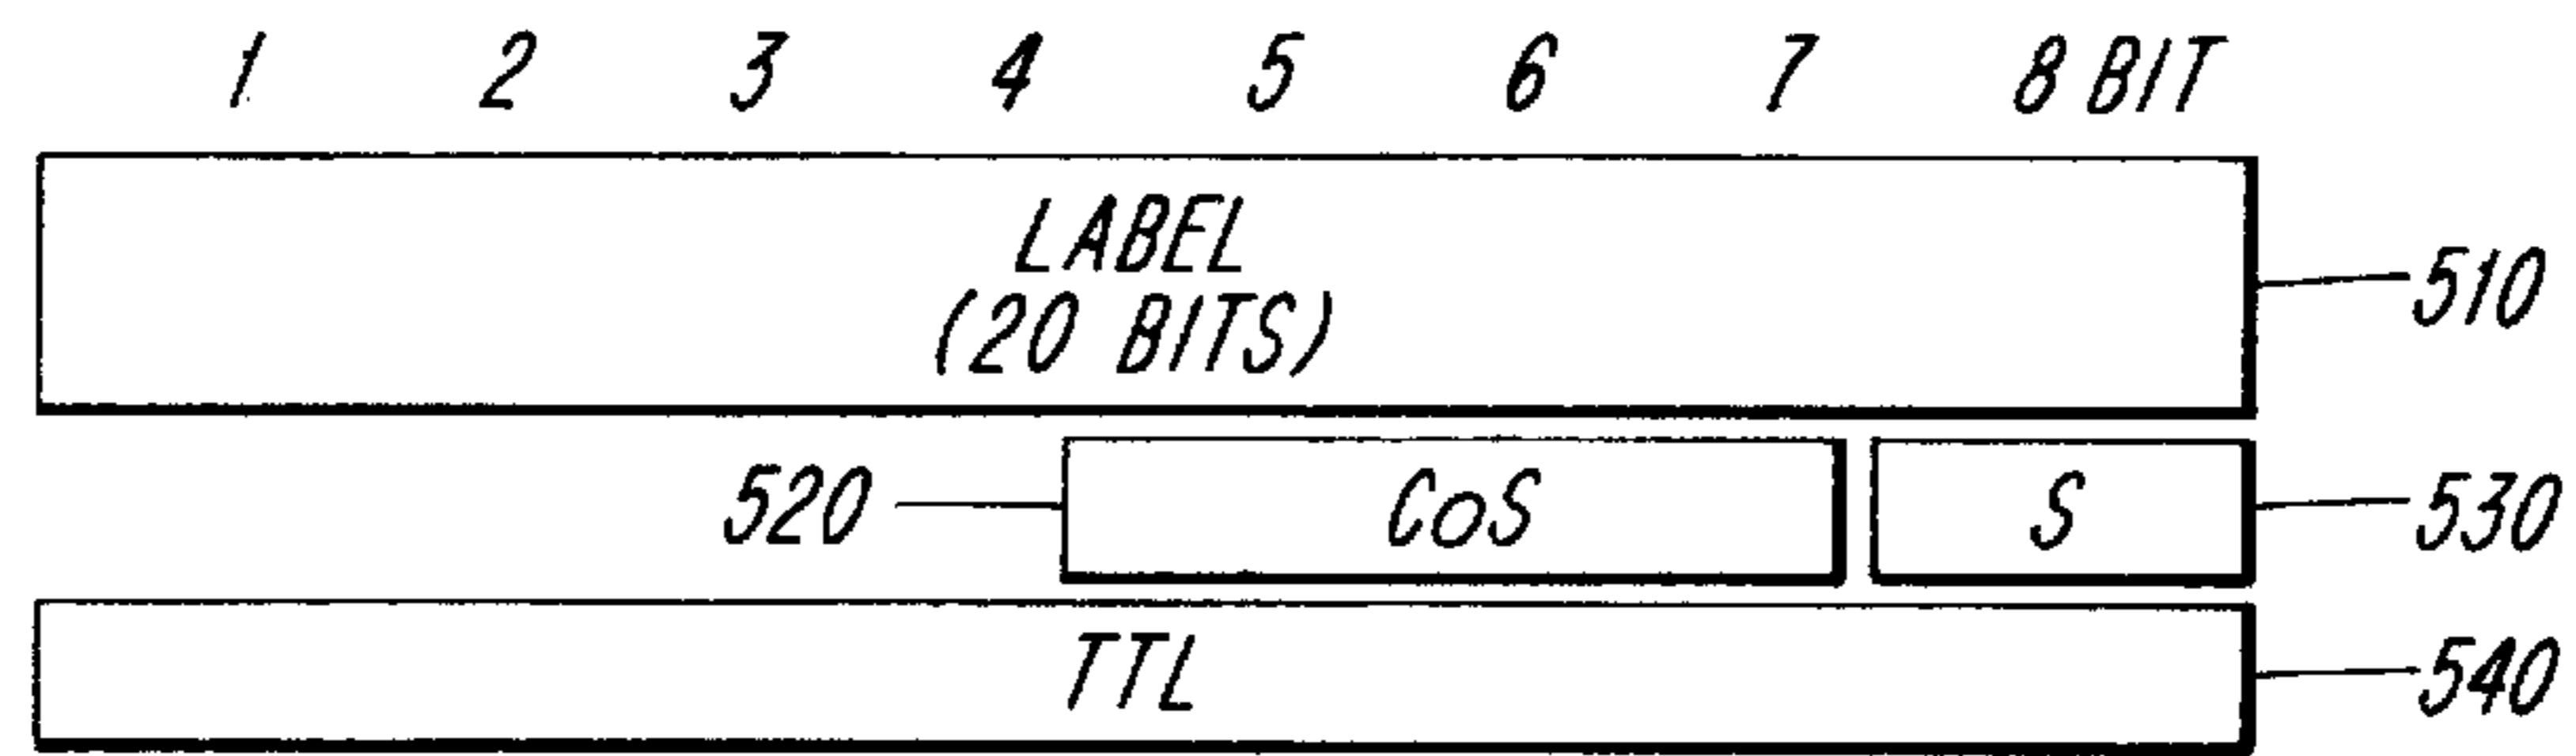 1 2 3 4 5 6 7 8 BIT
LABEL
(20 BITS)
510
520 CoS S 530
TTL
540